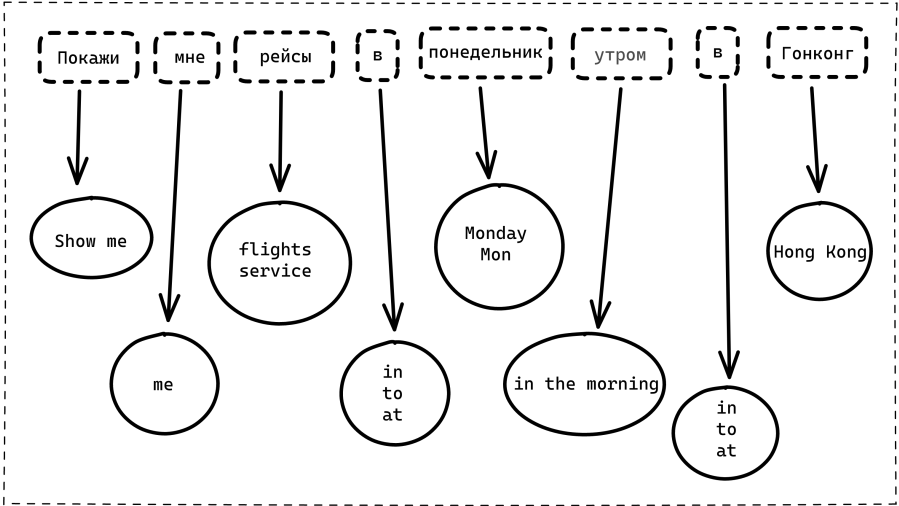 Покажи мне рейсы в понедельник утром в Гонконг
Show me
flights
service
Monday
Mon
Hong Kong
me
in
to
at
in the morning
in
to
at